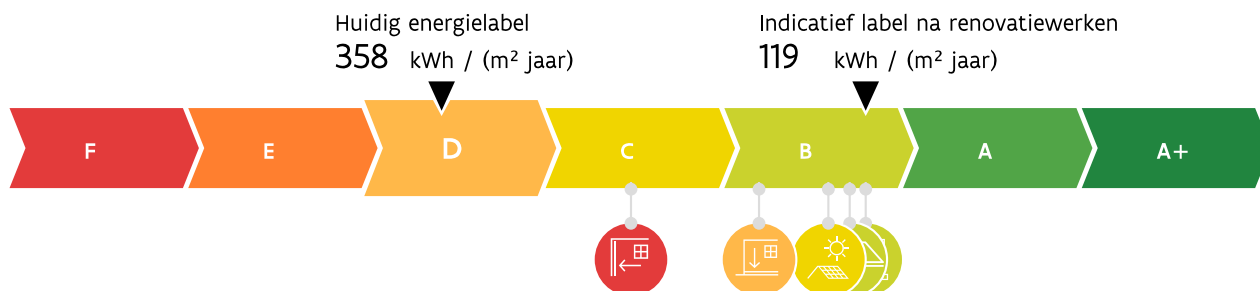 Huidig energielabel
358 kWh / (m² jaar)
Indicatief label na renovatiewerken
119 kWh / (m² jaar)
F E D C B A A+